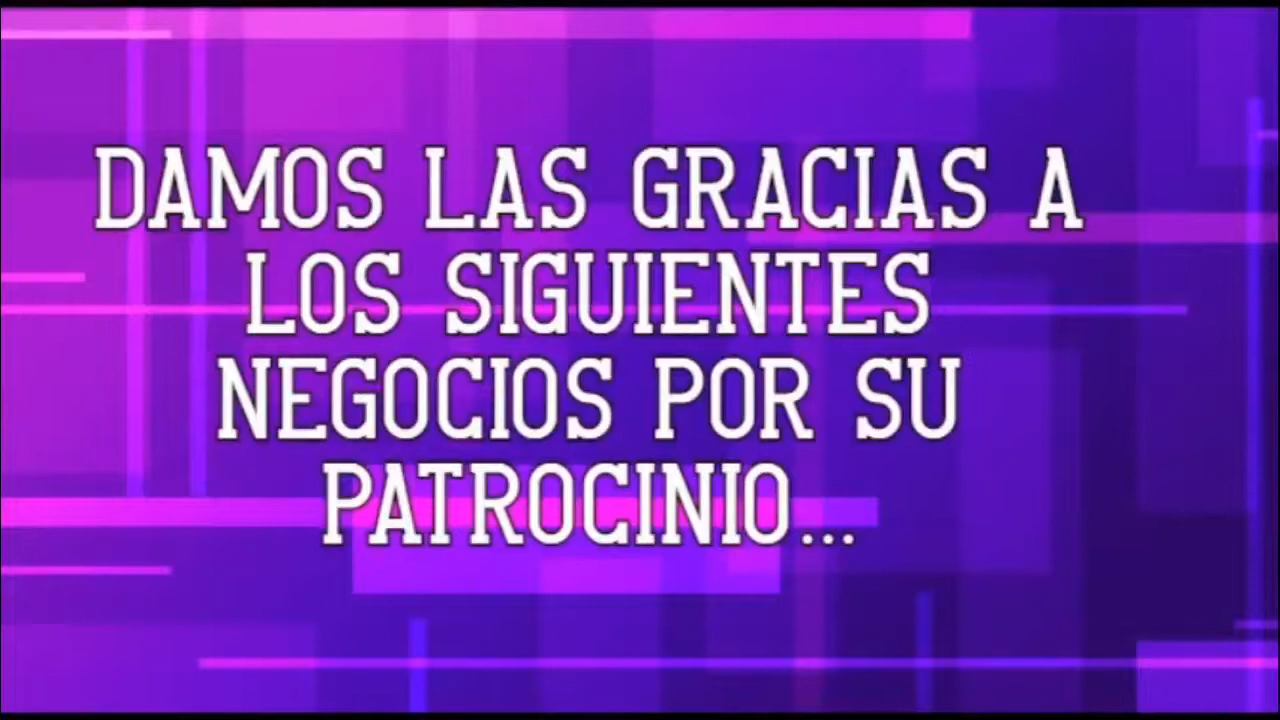 DAMOS LAS GRACIAS A
LOS SIGUIENTES
NEGOCIOS POR SU
PATROCINIO...